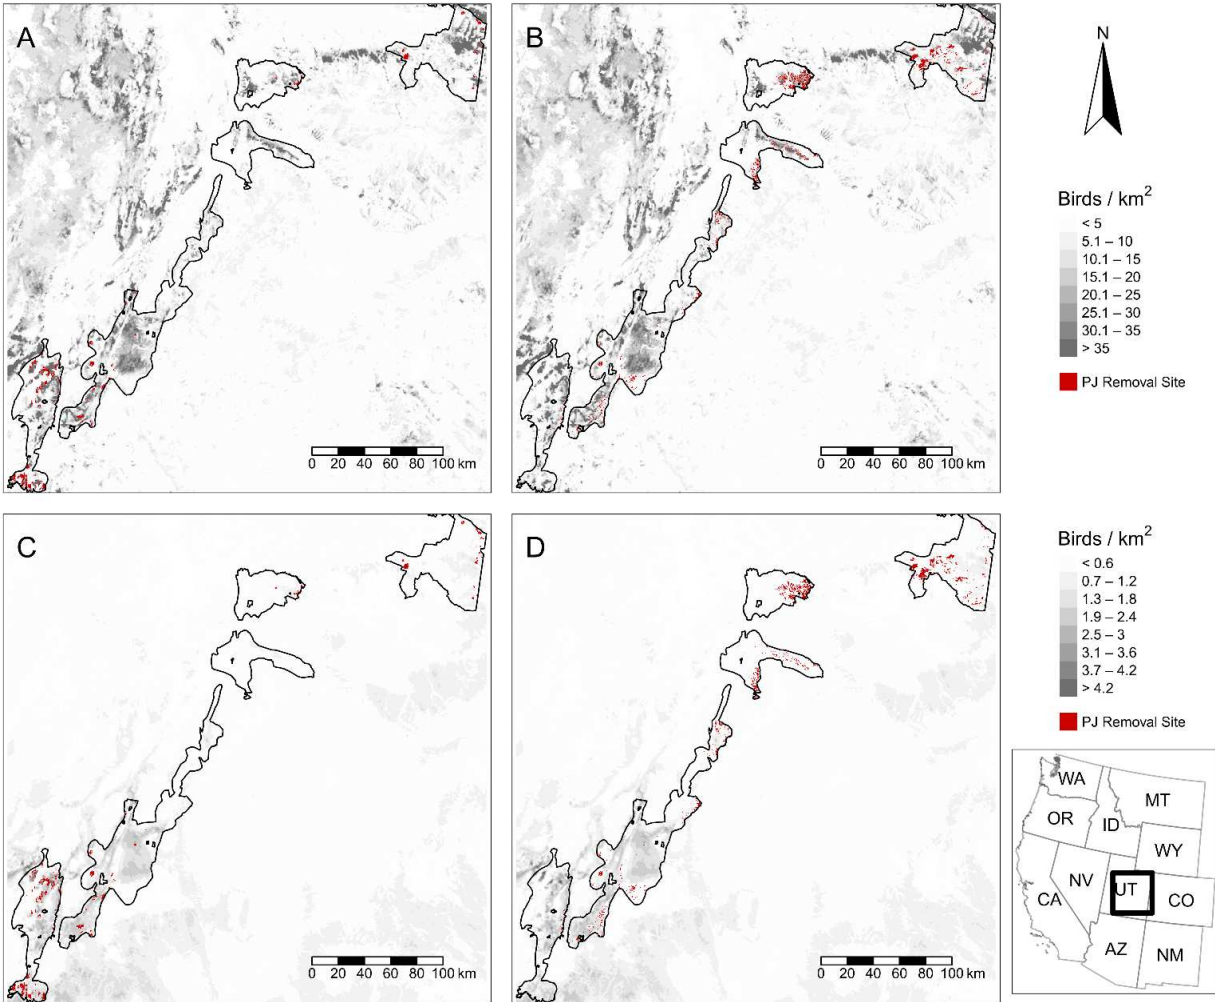 A
B
N
Birds / km²
< 5
5.1 – 10
10.1 – 15
15.1 – 20
20.1 – 25
25.1 – 30
30.1 – 35
> 35
PJ Removal Site
0 20 40 60 80 100 km
0 20 40 60 80 100 km
C
D
Birds / km²
< 0.6
0.7 – 1.2
1.3 – 1.8
1.9 – 2.4
2.5 – 3
3.1 – 3.6
3.7 – 4.2
> 4.2
PJ Removal Site
WA
MT
OR
ID
WY
NV
UT
CO
CA
AZ
NM
0 20 40 60 80 100 km
0 20 40 60 80 100 km